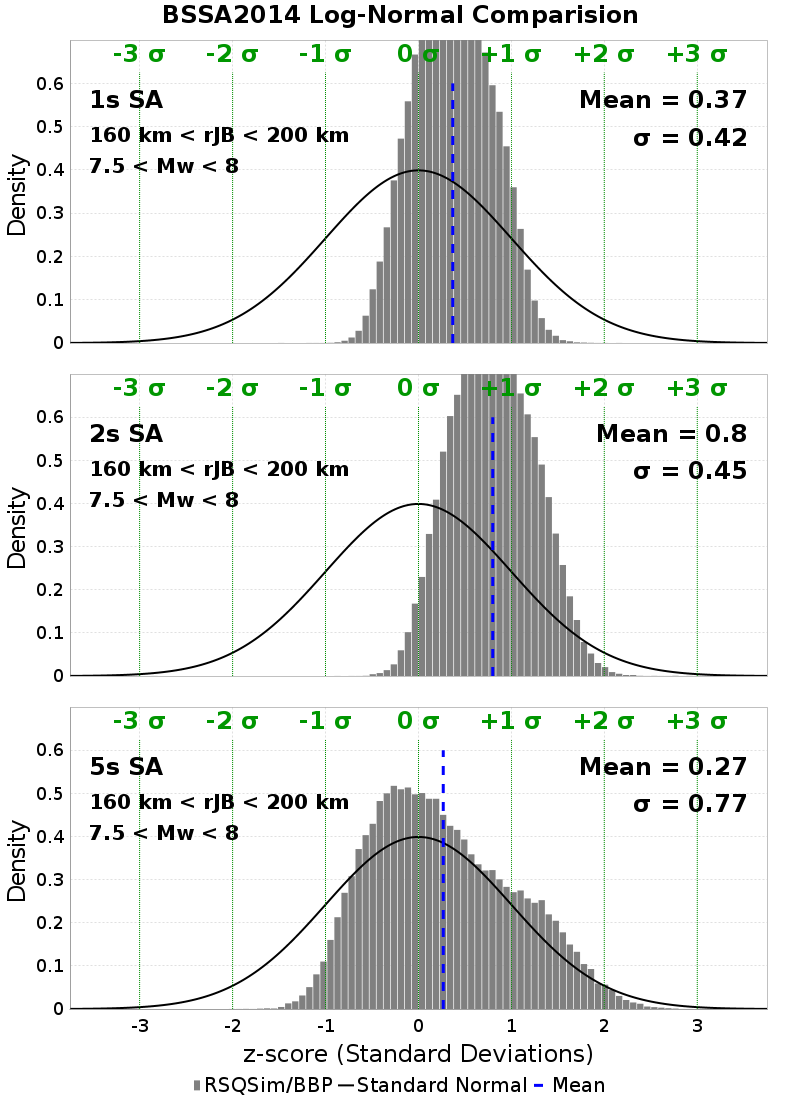 BSSA2014 Log-Normal Comparision
-3 σ -2 σ -1 σ 0 σ +1 σ +2 σ +3 σ
1s SA
Mean = 0.37
160 km < rJB < 200 km
σ = 0.42
7.5 < Mw < 8
0.6
0.5
0.4
0.3
0.2
0.1
0
Density
-3 σ -2 σ -1 σ 0 σ +1 σ +2 σ +3 σ
2s SA
Mean = 0.8
160 km < rJB < 200 km
σ = 0.45
7.5 < Mw < 8
0.6
0.5
0.4
0.3
0.2
0.1
0
Density
-3 σ -2 σ -1 σ 0 σ +1 σ +2 σ +3 σ
5s SA
Mean = 0.27
160 km < rJB < 200 km
σ = 0.77
7.5 < Mw < 8
0.6
0.5
0.4
0.3
0.2
0.1
0
Density
-3 -2 -1 0 1 2 3
z-score (Standard Deviations)
RSQSim/BBP Standard Normal Mean